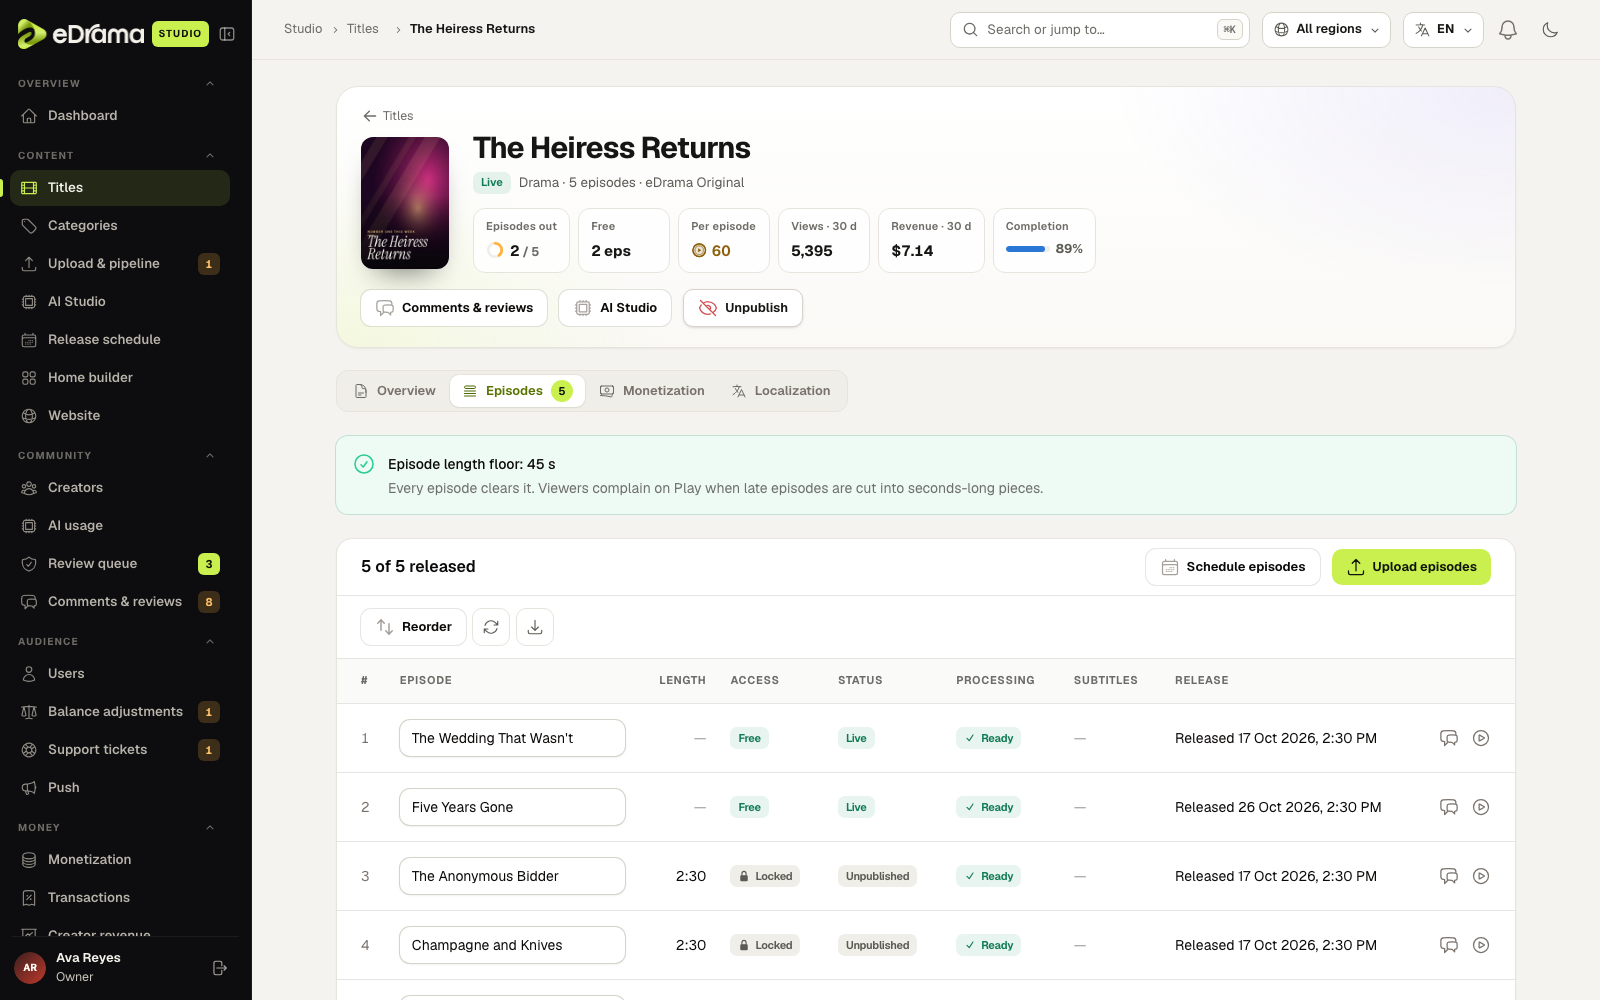 eDrama STUDIO
OVERVIEW
Dashboard
CONTENT
Titles
Categories
Upload & pipeline 1
AI Studio
Release schedule
Home builder
Website
COMMUNITY
Creators
AI usage
Review queue 3
Comments & reviews 8
AUDIENCE
Users
Balance adjustments 1
Support tickets 1
Push
MONEY
Monetization
Transactions
Creator revenue
AR Ava Reyes
Owner
Studio › Titles › The Heiress Returns
Search or jump to... ⌘K
All regions
EN
Titles
The Heiress
Returns
The Heiress Returns
Live Drama · 5 episodes · eDrama Original
Episodes out
2 / 5
Free
2 eps
Per episode
60
Views · 30 d
5,395
Revenue · 30 d
$7.14
Completion
89%
Comments & reviews AI Studio Unpublish
Overview Episodes 5 Monetization Localization
Episode length floor: 45 s
Every episode clears it. Viewers complain on Play when late episodes are cut into seconds-long pieces.
5 of 5 released
Schedule episodes Upload episodes
Reorder
# EPISODE LENGTH ACCESS STATUS PROCESSING SUBTITLES RELEASE
1 The Wedding That Wasn't — Free Live Ready — Released 17 Oct 2026, 2:30 PM
2 Five Years Gone — Free Live Ready — Released 26 Oct 2026, 2:30 PM
3 The Anonymous Bidder 2:30 Locked Unpublished Ready — Released 17 Oct 2026, 2:30 PM
4 Champagne and Knives 2:30 Locked Unpublished Ready — Released 17 Oct 2026, 2:30 PM